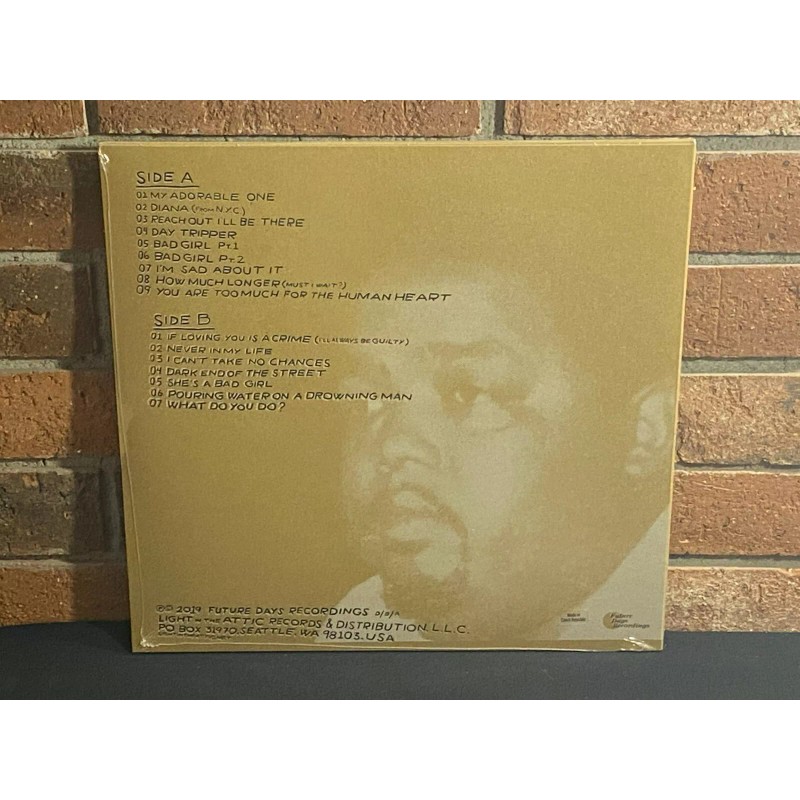 SIDE A
01 MY ADORABLE ONE
02 DIANA (FROM NYC)
03 REACH OUT I'LL BE THERE
04 DAY TRIPPER
05 BAD GIRL PT. 1
06 BAD GIRL PT. 2
07 I'M SAD ABOUT IT
08 HOW MUCH LONGER (MUST I WAIT?)
09 YOU ARE TOO MUCH FOR THE HUMAN HEART
SIDE B
01 IF LOVING YOU IS A CRIME (I'LL ALWAYS BE GUILTY)
02 NEVER IN MY LIFE
03 I CAN'T TAKE NO CHANCES
04 DARK END OF THE STREET
05 SHE'S A BAD GIRL
06 POURING WATER ON A DROWNING MAN
07 WHAT DO YOU DO?
℗© 2019 FUTURE DAYS RECORDINGS D/B/A
LIGHT IN THE ATTIC RECORDS & DISTRIBUTION, L.L.C.
PO BOX 31970, SEATTLE, WA 98103, USA
Made in
Czech Republic
Future
Days
Recordings